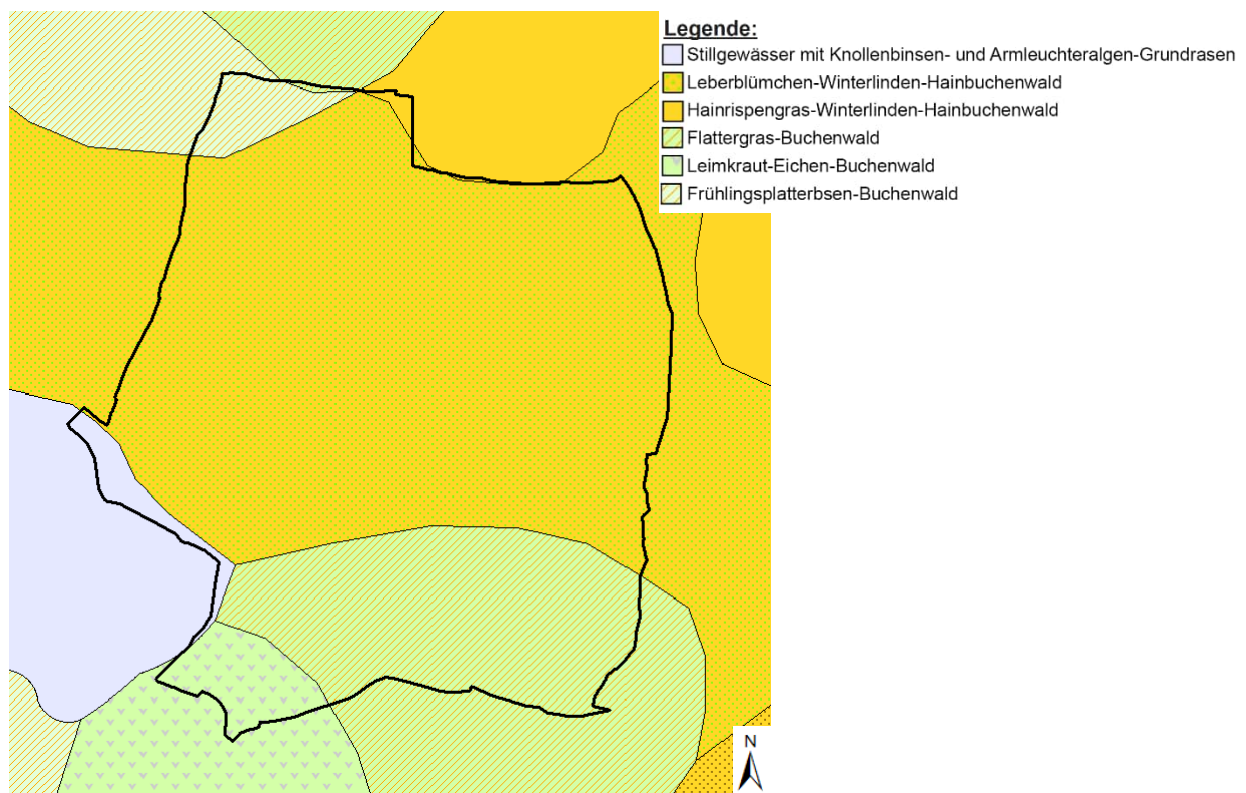 Legende:
Stillgewässer mit Knollenbinsen- und Armleuchteralgen-Grundrasen
Leberblümchen-Winterlinden-Hainbuchenwald
Hainrispengras-Winterlinden-Hainbuchenwald
Flattergras-Buchenwald
Leimkraut-Eichen-Buchenwald
Frühlingsplatterbsen-Buchenwald
N